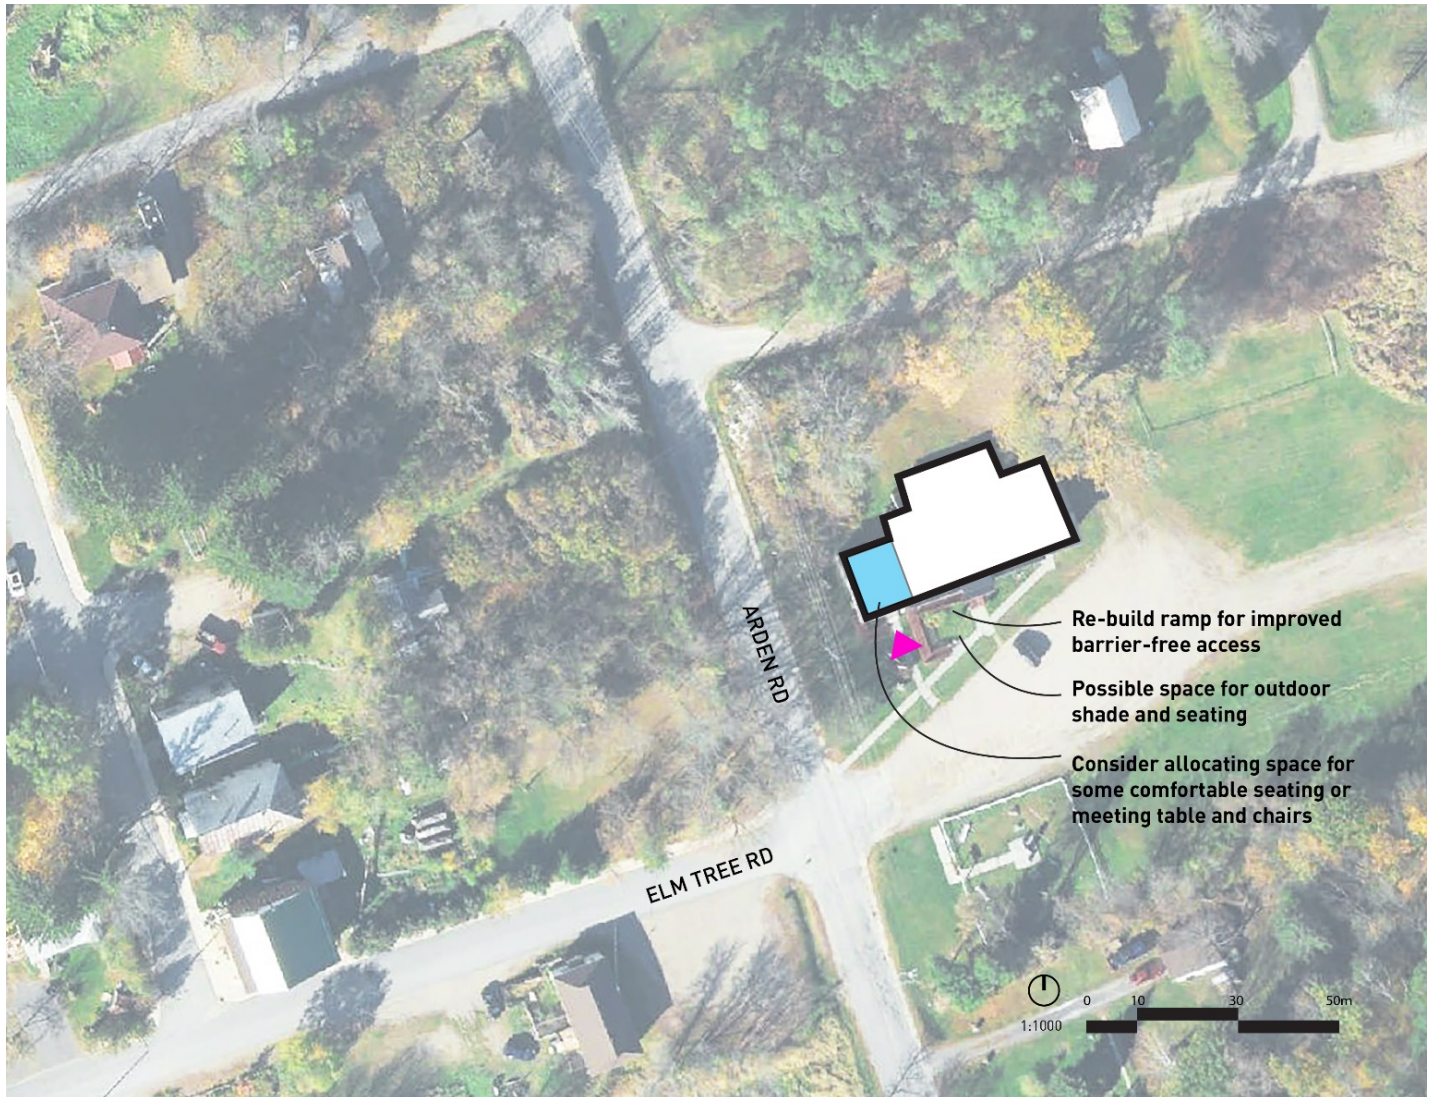 ARDEN RD
Re-build ramp for improved
barrier-free access
Possible space for outdoor
shade and seating
Consider allocating space for
some comfortable seating or
meeting table and chairs
ELM TREE RD
0 10 30 50m
1:1000